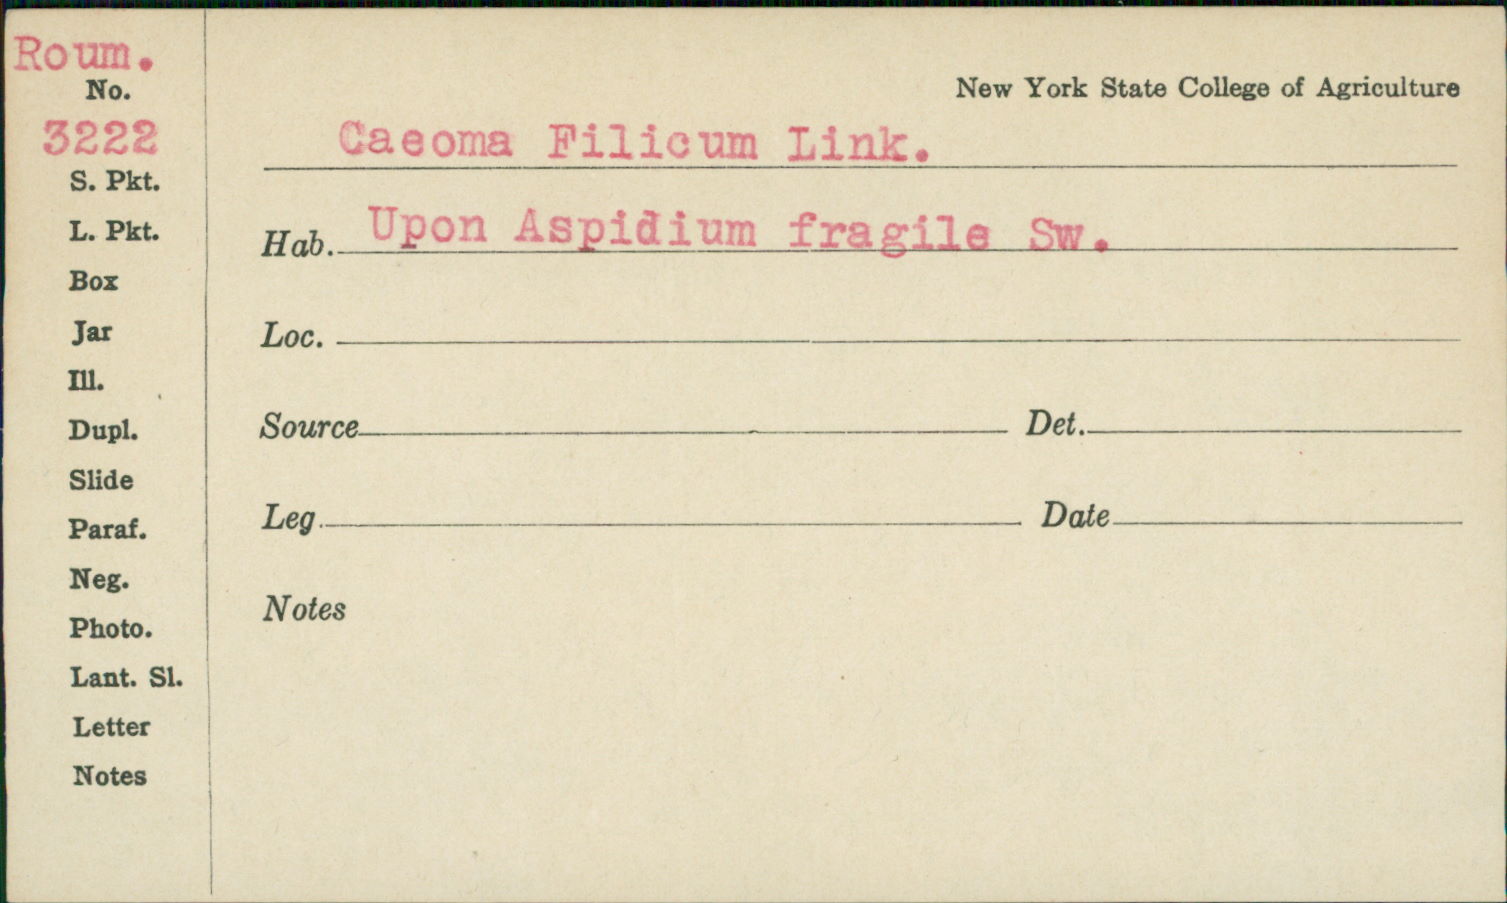 Roum.
No.
3222
S. Pkt.
L. Pkt.
Box
Jar
Ill.
Dupl.
Slide
Paraf.
Neg.
Photo.
Lant. Sl.
Letter
Notes
New York State College of Agriculture
Caeoma Filicum Link.
Hab. Upon Aspidium fragile Sw.
Loc.
Source Det.
Leg. Date
Notes